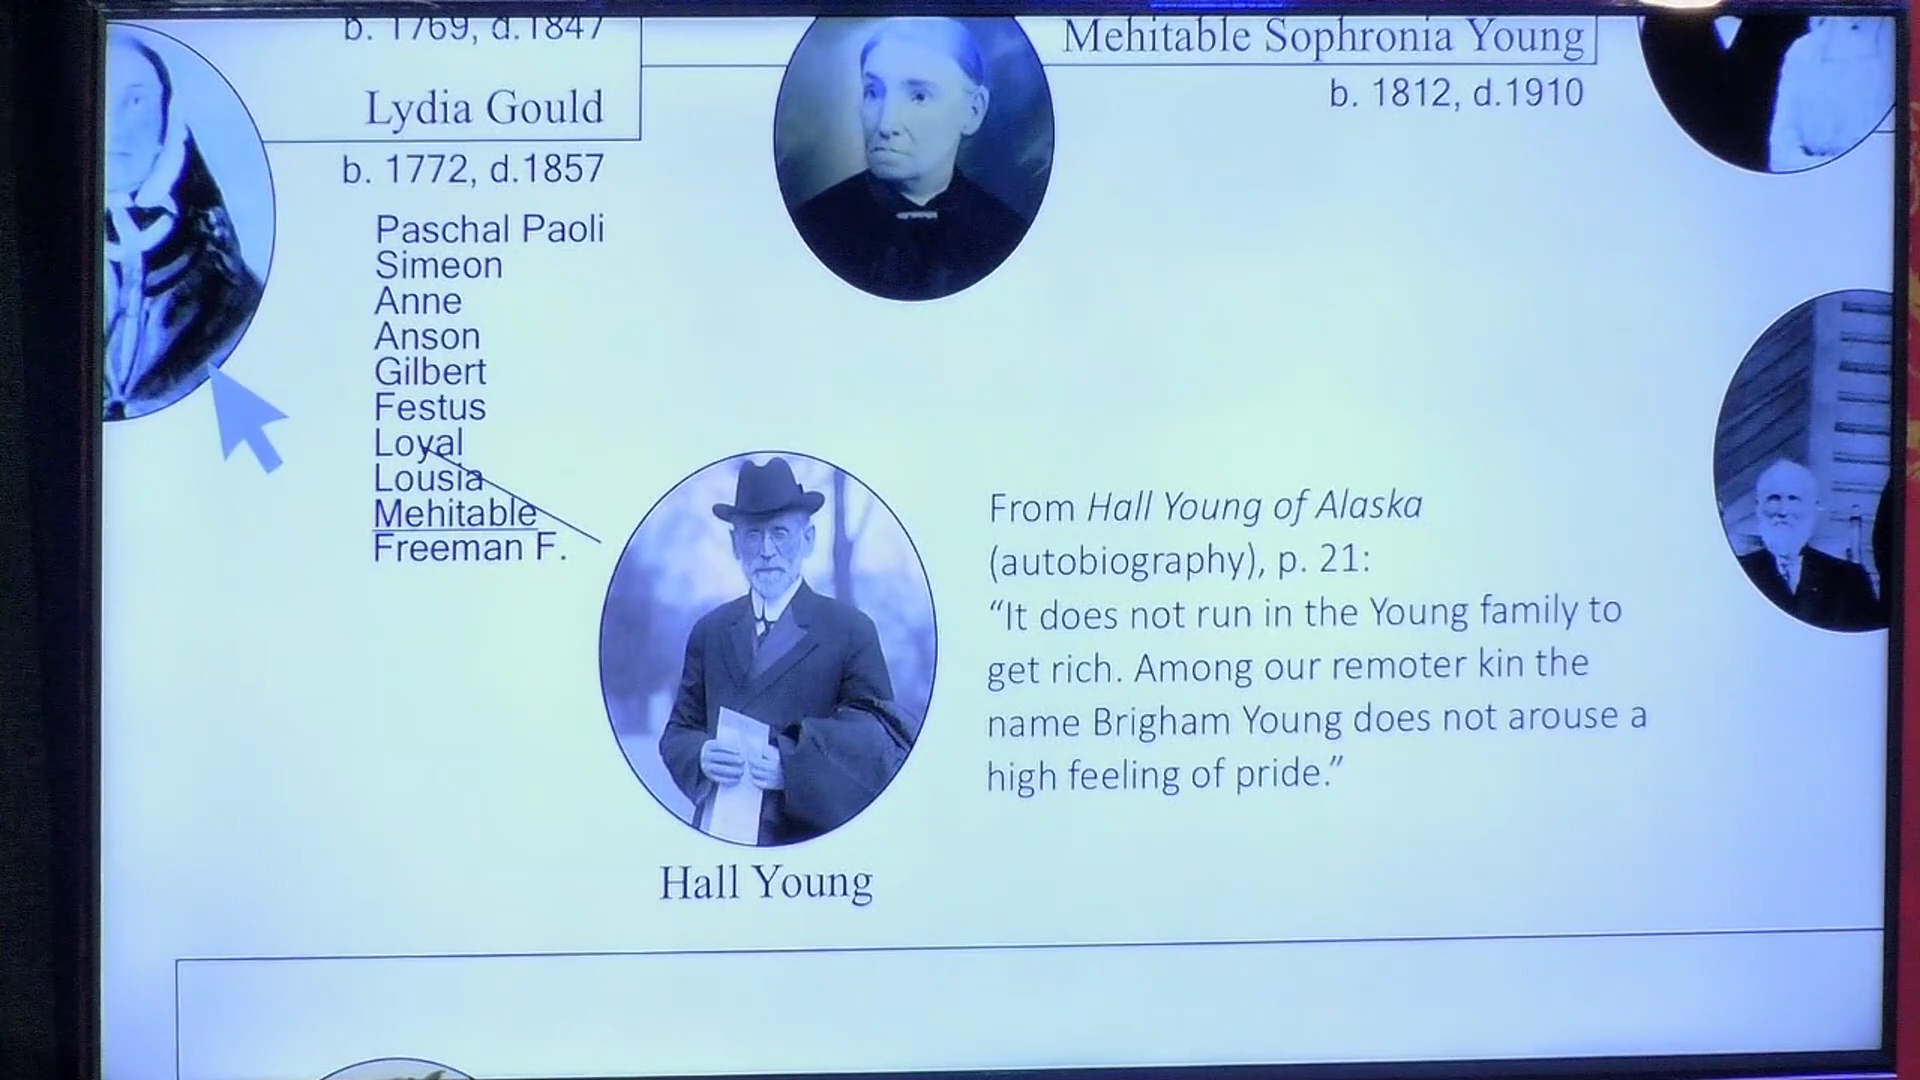 b. 1769, d.1847
Lydia Gould
b. 1772, d.1857
Paschal Paoli
Simeon
Anne
Anson
Gilbert
Festus
Loyal
Lousia
Mehitable
Freeman F.
Mehitable Sophronia Young
b. 1812, d.1910
Hall Young
From Hall Young of Alaska
(autobiography), p. 21:
“It does not run in the Young family to
get rich. Among our remoter kin the
name Brigham Young does not arouse a
high feeling of pride.”